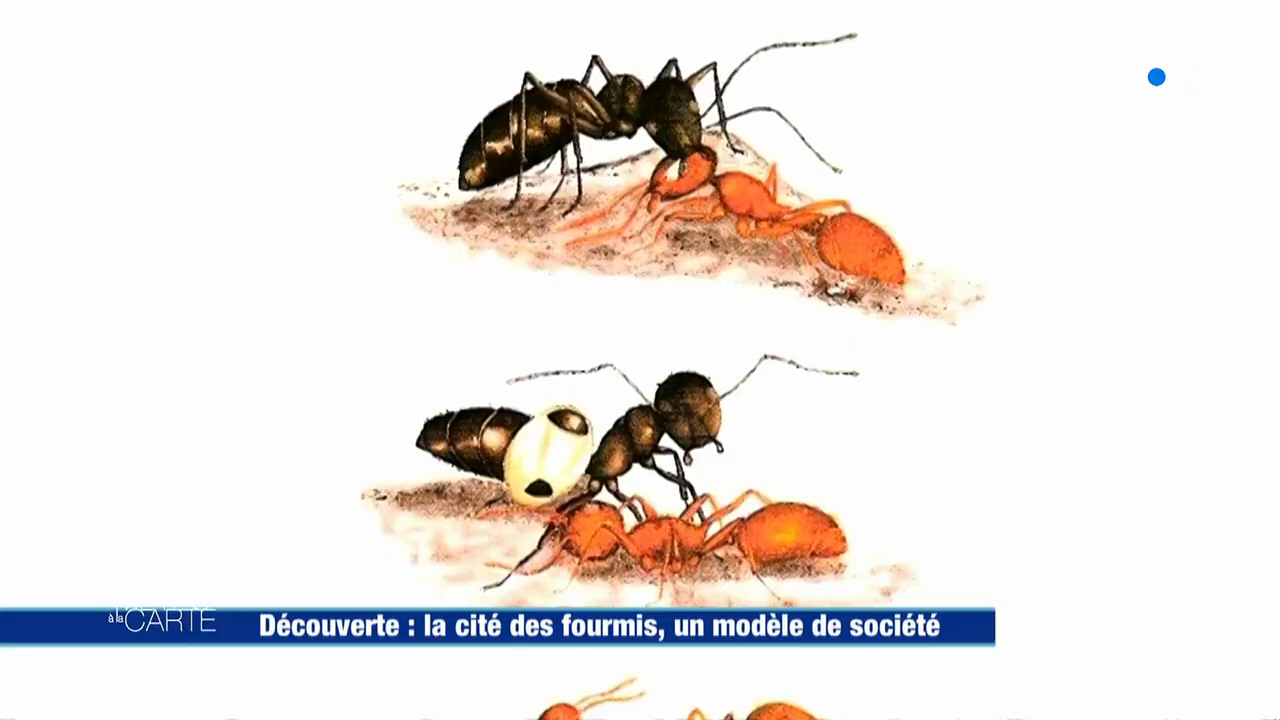 à la CARTE
Découverte : la cité des fourmis, un modèle de société